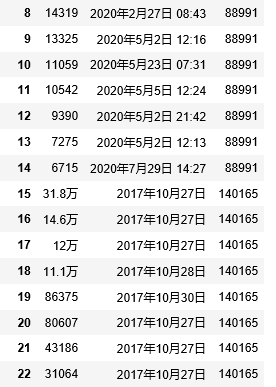 8 14319 2020年2月27日 08:43 88991
9 13325 2020年5月2日 12:16 88991
10 11059 2020年5月23日 07:31 88991
11 10542 2020年5月5日 12:24 88991
12 9390 2020年5月2日 21:42 88991
13 7275 2020年5月2日 12:13 88991
14 6715 2020年7月29日 14:27 88991
15 31.8万 2017年10月27日 140165
16 14.6万 2017年10月27日 140165
17 12万 2017年10月27日 140165
18 11.1万 2017年10月28日 140165
19 86375 2017年10月30日 140165
20 80607 2017年10月27日 140165
21 43186 2017年10月27日 140165
22 31064 2017年10月27日 140165